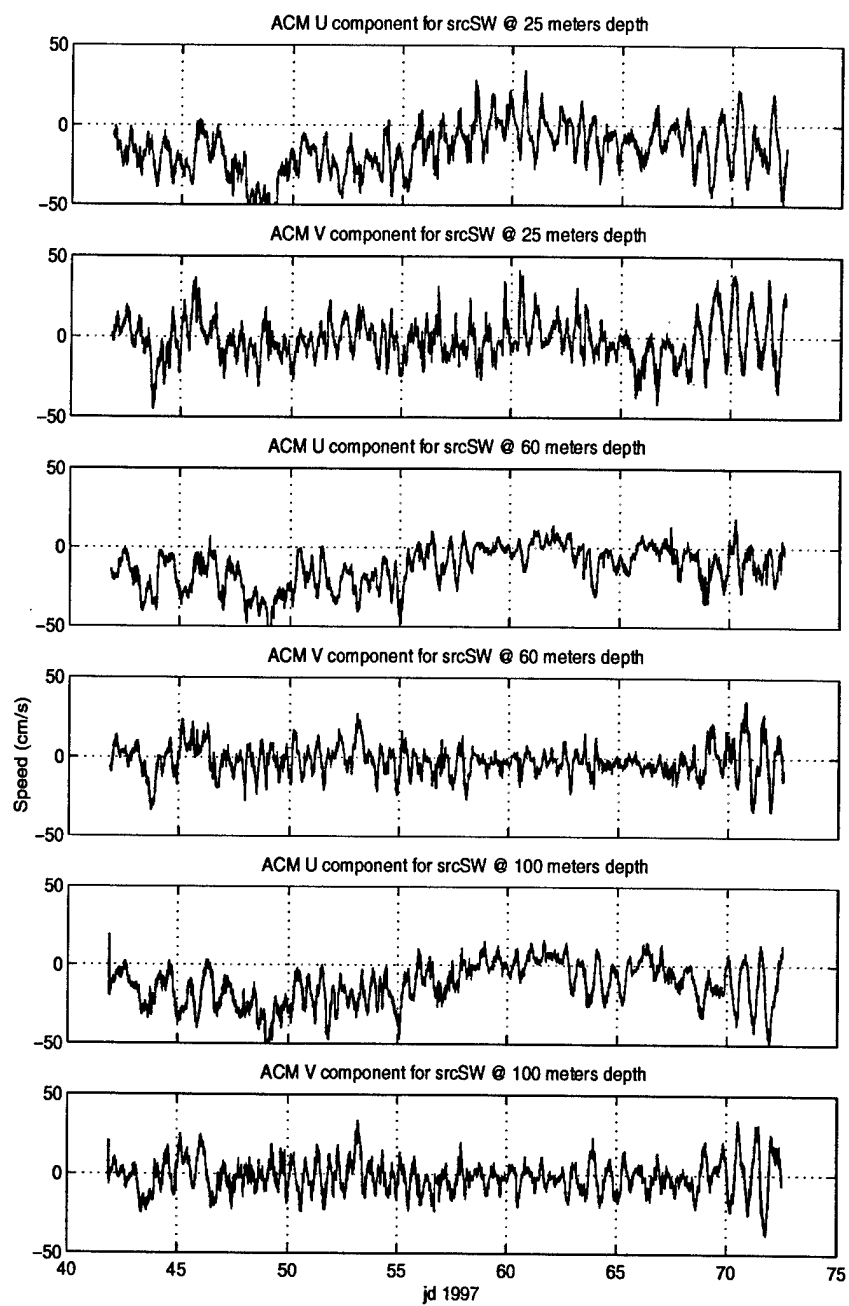 ACM U component for srcSW @ 25 meters depth
50
0
−50
ACM V component for srcSW @ 25 meters depth
50
0
−50
ACM U component for srcSW @ 60 meters depth
50
0
−50
ACM V component for srcSW @ 60 meters depth
50
0
−50
Speed (cm/s)
ACM U component for srcSW @ 100 meters depth
50
0
−50
ACM V component for srcSW @ 100 meters depth
50
0
−50
40 45 50 55 60 65 70 75
jd 1997